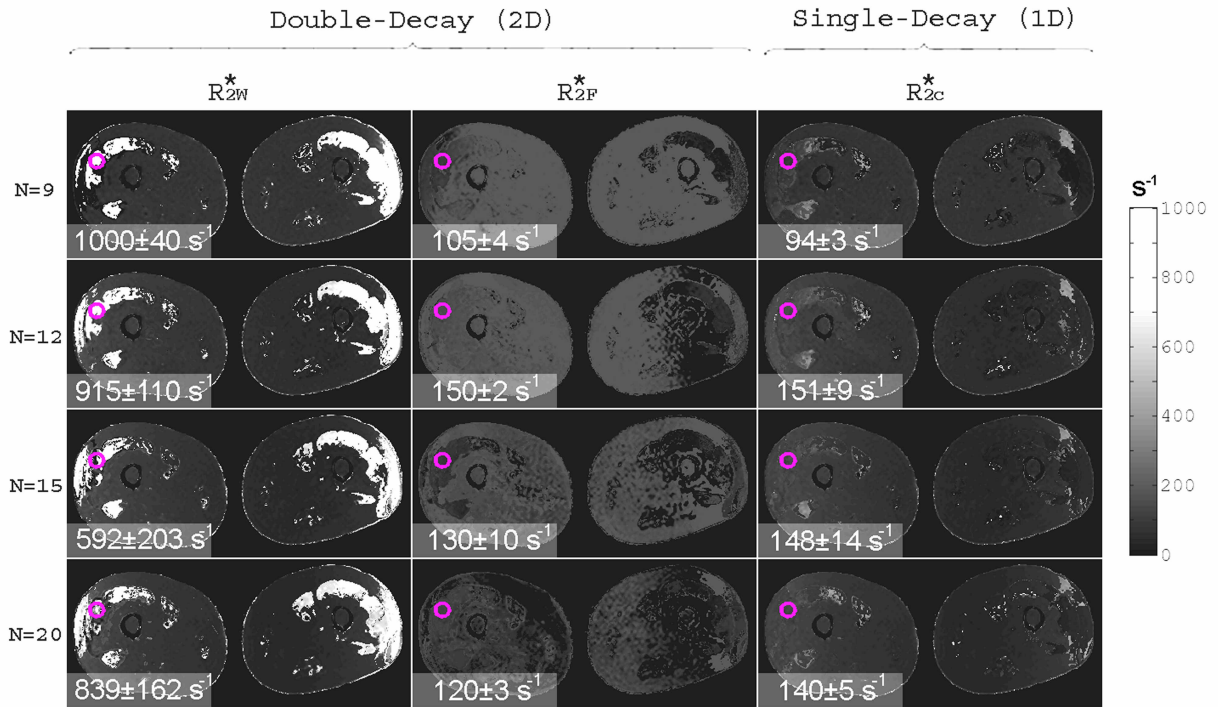 Double-Decay (2D) Single-Decay (1D)
R*2W R*2F R*2c
N=9 1000±40 s-1 105±4 s-1 94±3 s-1
N=12 915±110 s-1 150±2 s-1 151±9 s-1
N=15 592±203 s-1 130±10 s-1 148±14 s-1
N=20 839±162 s-1 120±3 s-1 140±5 s-1
s-1
1000
800
600
400
200
0